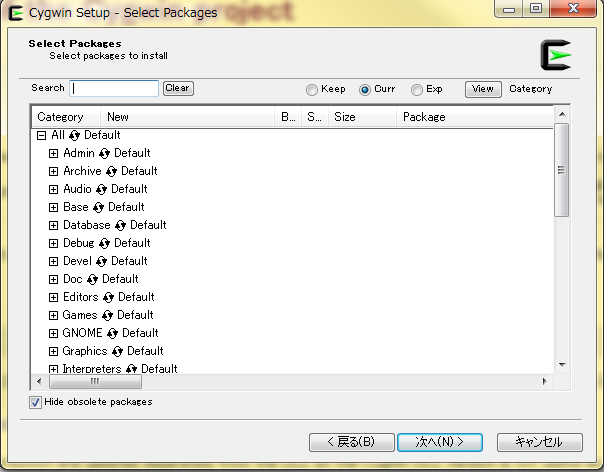 project
Cygwin Setup - Select Packages
Select Packages
Select packages to install
Search Clear Keep Curr Exp View Category
Category New B... S... Size Package
All Default
Admin Default
Archive Default
Audio Default
Base Default
Database Default
Debug Default
Devel Default
Doc Default
Editors Default
Games Default
GNOME Default
Graphics Default
Interpreters Default
Hide obsolete packages
< 戻る(B) 次へ(N) > キャンセル